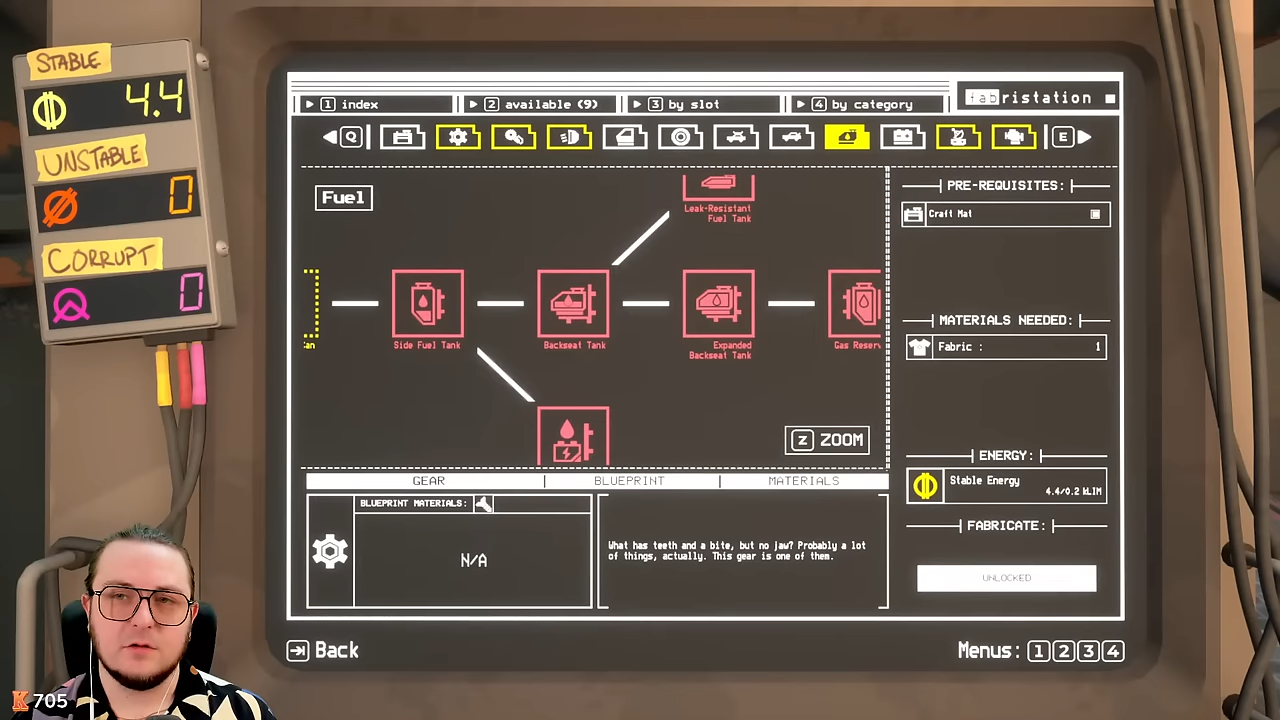 STABLE
4.4
UNSTABLE
0
CORRUPT
0
1 index
2 available (9)
3 by slot
4 by category
fabristation
Q
E
Fuel
Leak-Resistant
Fuel Tank
Side Fuel Tank
Backseat Tank
Expanded
Backseat Tank
Gas Reserv
Z ZOOM
PRE-REQUISITES:
Craft Mat
MATERIALS NEEDED:
Fabric : 1
ENERGY:
Stable Energy
4.4/0.2 kLIM
FABRICATE:
UNLOCKED
GEAR
BLUEPRINT
MATERIALS
BLUEPRINT MATERIALS:
N/A
What has teeth and a bite, but no jaw? Probably a lot
of things, actually. This gear is one of them.
Back
Menus: 1 2 3 4
K 705